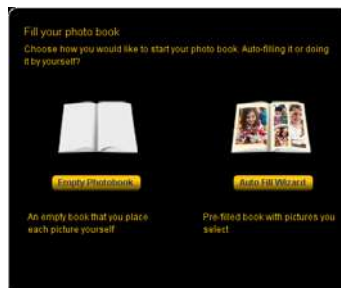 Fill your photo book
Choose how you would like to start your photo book. Auto-filling it or doing
it by yourself?
Empty Photobook
Auto Fill Wizard
An empty book that you place
each picture yourself
Pre-filled book with pictures you
select